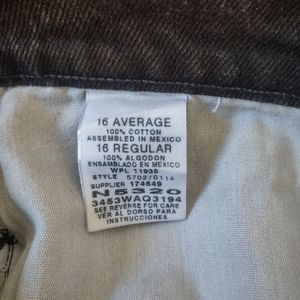 16 AVERAGE
100% COTTON
ASSEMBLED IN MEXICO
16 REGULAR
100% ALGODON
ENSAMBLADO EN MEXICO
WPL 11935
STYLE 5702/0114
SUPPLIER 174649
N5320
3453WAQ3194
SEE REVERSE FOR CARE
VER AL DORSO PARA
INSTRUCCIONES